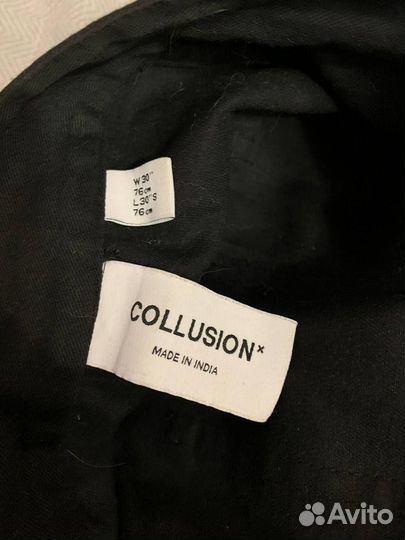 W 30"
76cm
L 30"S
76cm
COLLUSION×
MADE IN INDIA
Avito